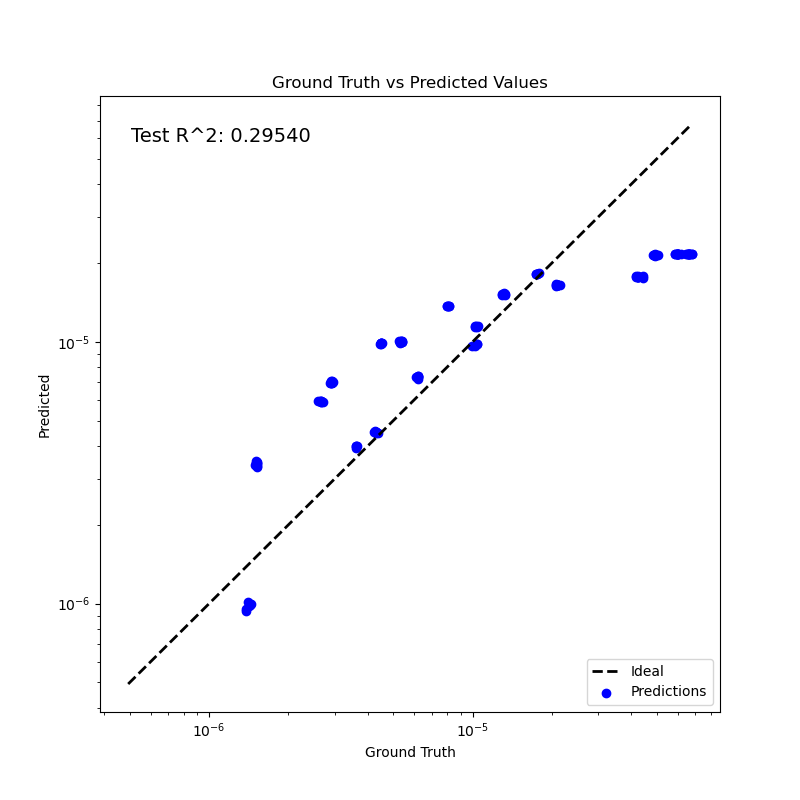 Ground Truth vs Predicted Values
Test R^2: 0.29540
10⁻⁵
10⁻⁶
Predicted
10⁻⁶
10⁻⁵
Ground Truth
Ideal
Predictions